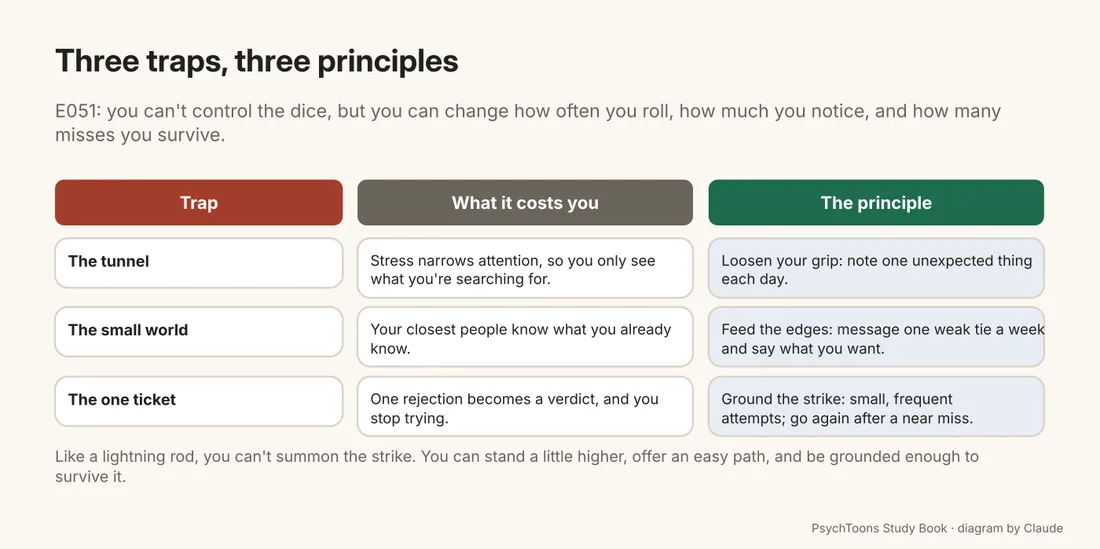 Three traps, three principles
E051: you can't control the dice, but you can change how often you roll, how much you notice, and how many
misses you survive.
Trap
What it costs you
The principle
The tunnel
Stress narrows attention, so you only see
what you're searching for.
Loosen your grip: note one unexpected thing
each day.
The small world
Your closest people know what you already
know.
Feed the edges: message one weak tie a week
and say what you want.
The one ticket
One rejection becomes a verdict, and you
stop trying.
Ground the strike: small, frequent
attempts; go again after a near miss.
Like a lightning rod, you can't summon the strike. You can stand a little higher, offer an easy path, and be grounded enough to
survive it.
PsychToons Study Book · diagram by Claude